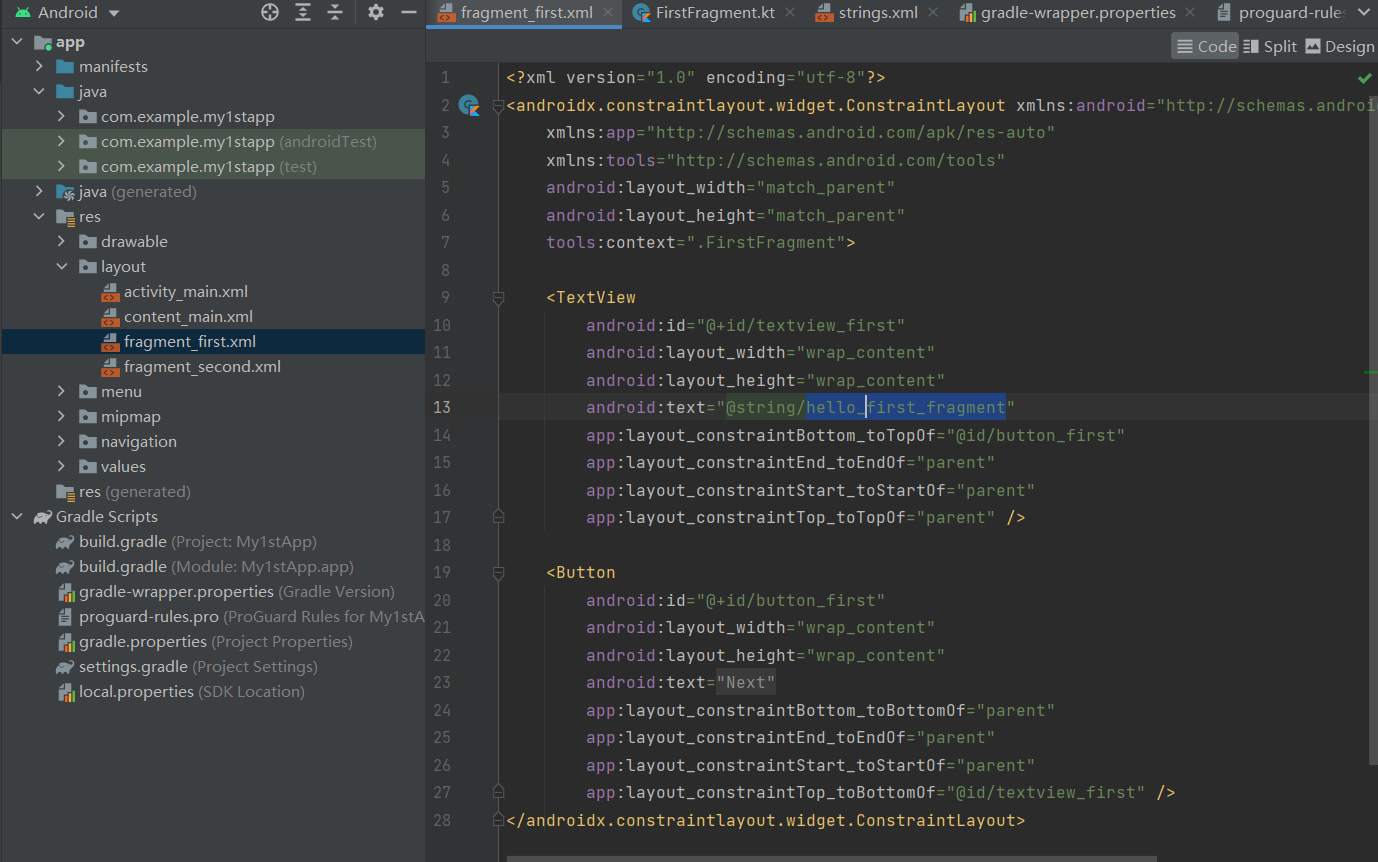 Android
fragment_first.xml
FirstFragment.kt
strings.xml
gradle-wrapper.properties
proguard-rules
Code
Split
Design
app
manifests
java
com.example.my1stapp
com.example.my1stapp (androidTest)
com.example.my1stapp (test)
java (generated)
res
drawable
layout
activity_main.xml
content_main.xml
fragment_first.xml
fragment_second.xml
menu
mipmap
navigation
values
res (generated)
Gradle Scripts
build.gradle (Project: My1stApp)
build.gradle (Module: My1stApp.app)
gradle-wrapper.properties (Gradle Version)
proguard-rules.pro (ProGuard Rules for My1stA
gradle.properties (Project Properties)
settings.gradle (Project Settings)
local.properties (SDK Location)
1 <?xml version="1.0" encoding="utf-8"?>
2 <androidx.constraintlayout.widget.ConstraintLayout xmlns:android="http://schemas.androi
3 xmlns:app="http://schemas.android.com/apk/res-auto"
4 xmlns:tools="http://schemas.android.com/tools"
5 android:layout_width="match_parent"
6 android:layout_height="match_parent"
7 tools:context=".FirstFragment">
8
9 <TextView
10 android:id="@+id/textview_first"
11 android:layout_width="wrap_content"
12 android:layout_height="wrap_content"
13 android:text="@string/hello_first_fragment"
14 app:layout_constraintBottom_toTopOf="@id/button_first"
15 app:layout_constraintEnd_toEndOf="parent"
16 app:layout_constraintStart_toStartOf="parent"
17 app:layout_constraintTop_toTopOf="parent" />
18
19 <Button
20 android:id="@+id/button_first"
21 android:layout_width="wrap_content"
22 android:layout_height="wrap_content"
23 android:text="Next"
24 app:layout_constraintBottom_toBottomOf="parent"
25 app:layout_constraintEnd_toEndOf="parent"
26 app:layout_constraintStart_toStartOf="parent"
27 app:layout_constraintTop_toBottomOf="@id/textview_first" />
28 </androidx.constraintlayout.widget.ConstraintLayout>